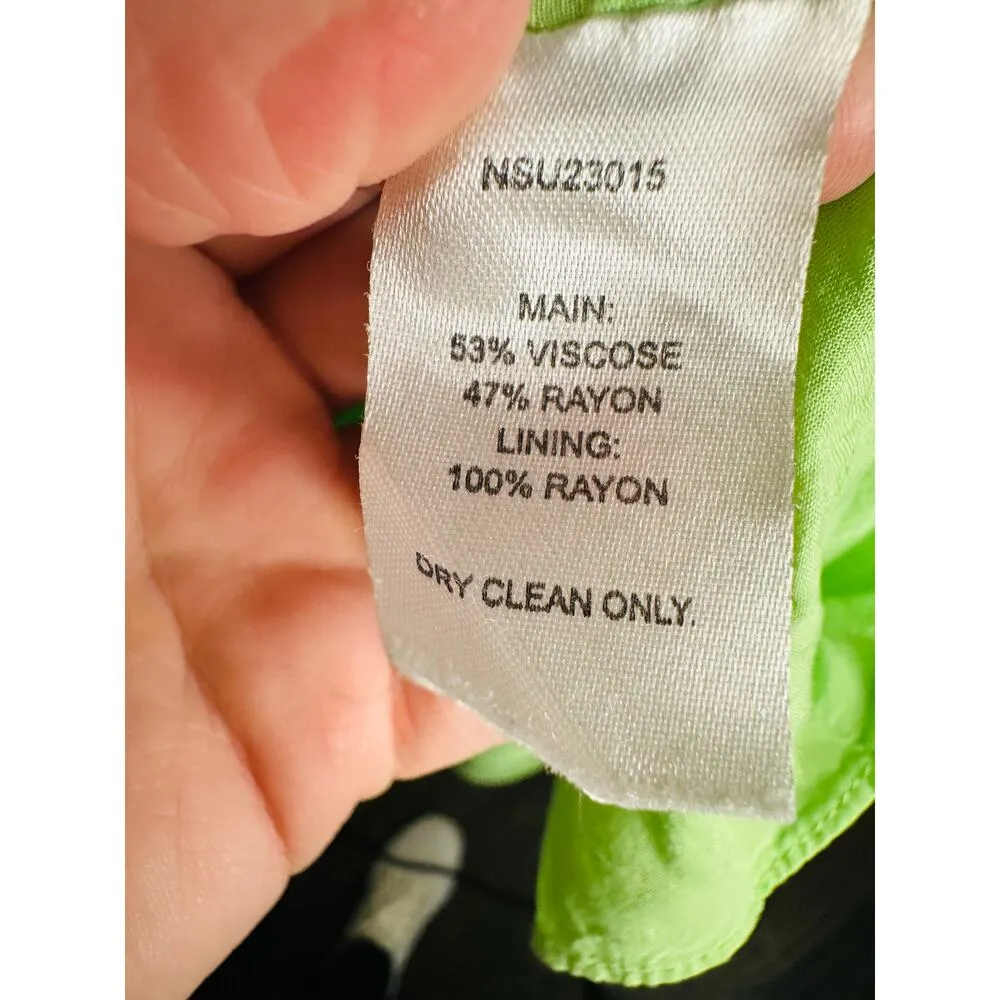 NSU23015
MAIN:
53% VISCOSE
47% RAYON
LINING:
100% RAYON
DRY CLEAN ONLY.